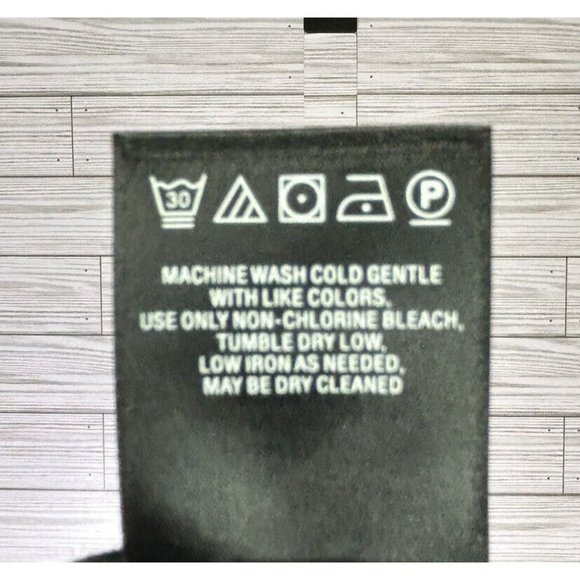 30 P
MACHINE WASH COLD GENTLE
WITH LIKE COLORS.
USE ONLY NON-CHLORINE BLEACH,
TUMBLE DRY LOW,
LOW IRON AS NEEDED,
MAY BE DRY CLEANED